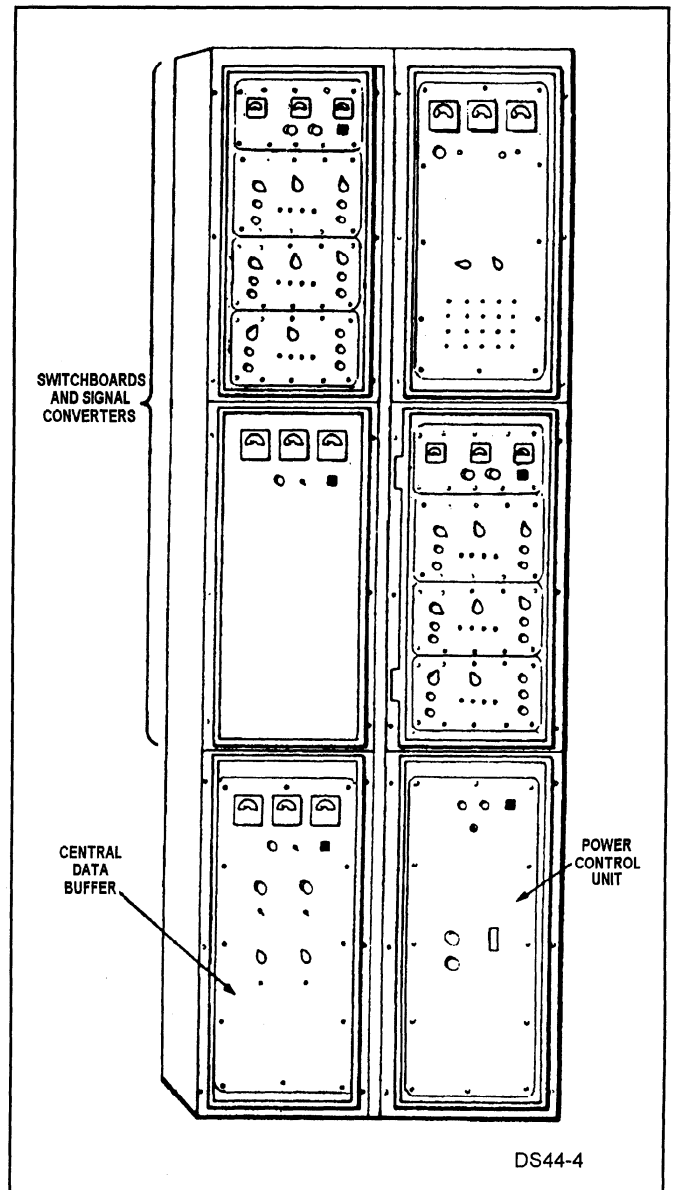 SWITCHBOARDS
AND SIGNAL
CONVERTERS
CENTRAL
DATA
BUFFER
POWER
CONTROL
UNIT
DS44-4